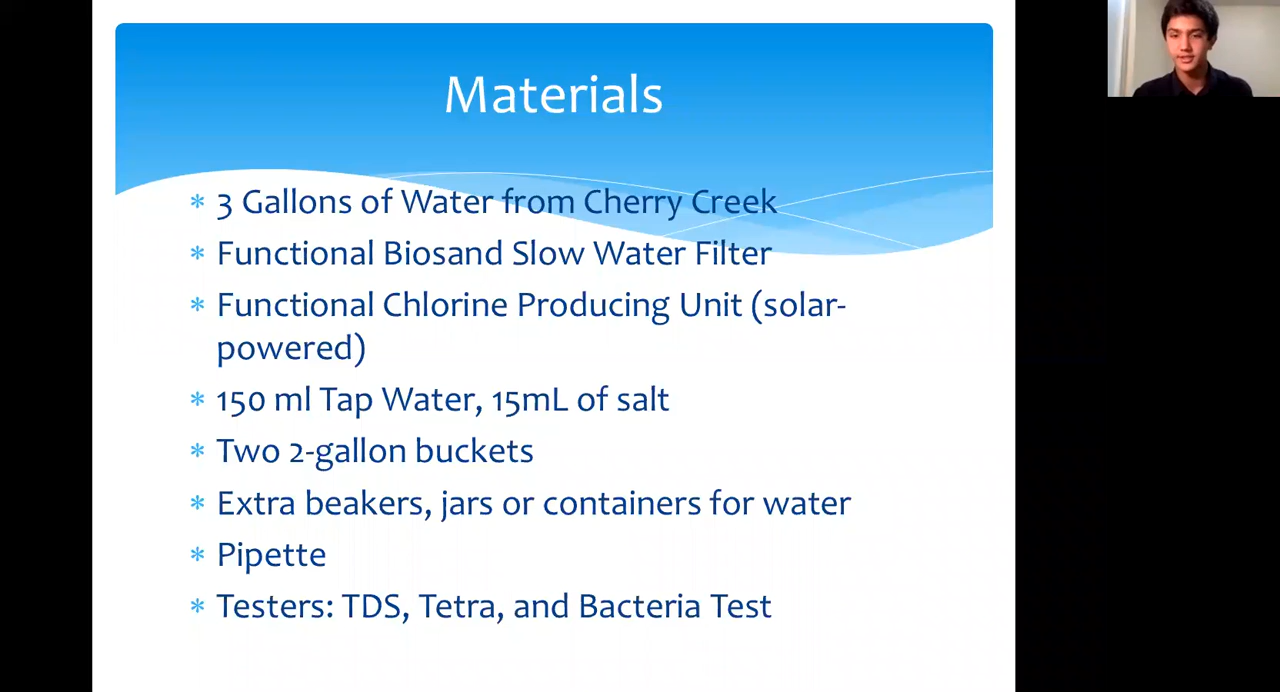 Materials
* 3 Gallons of Water from Cherry Creek
* Functional Biosand Slow Water Filter
* Functional Chlorine Producing Unit (solar-
powered)
* 150 ml Tap Water, 15mL of salt
* Two 2-gallon buckets
* Extra beakers, jars or containers for water
* Pipette
* Testers: TDS, Tetra, and Bacteria Test